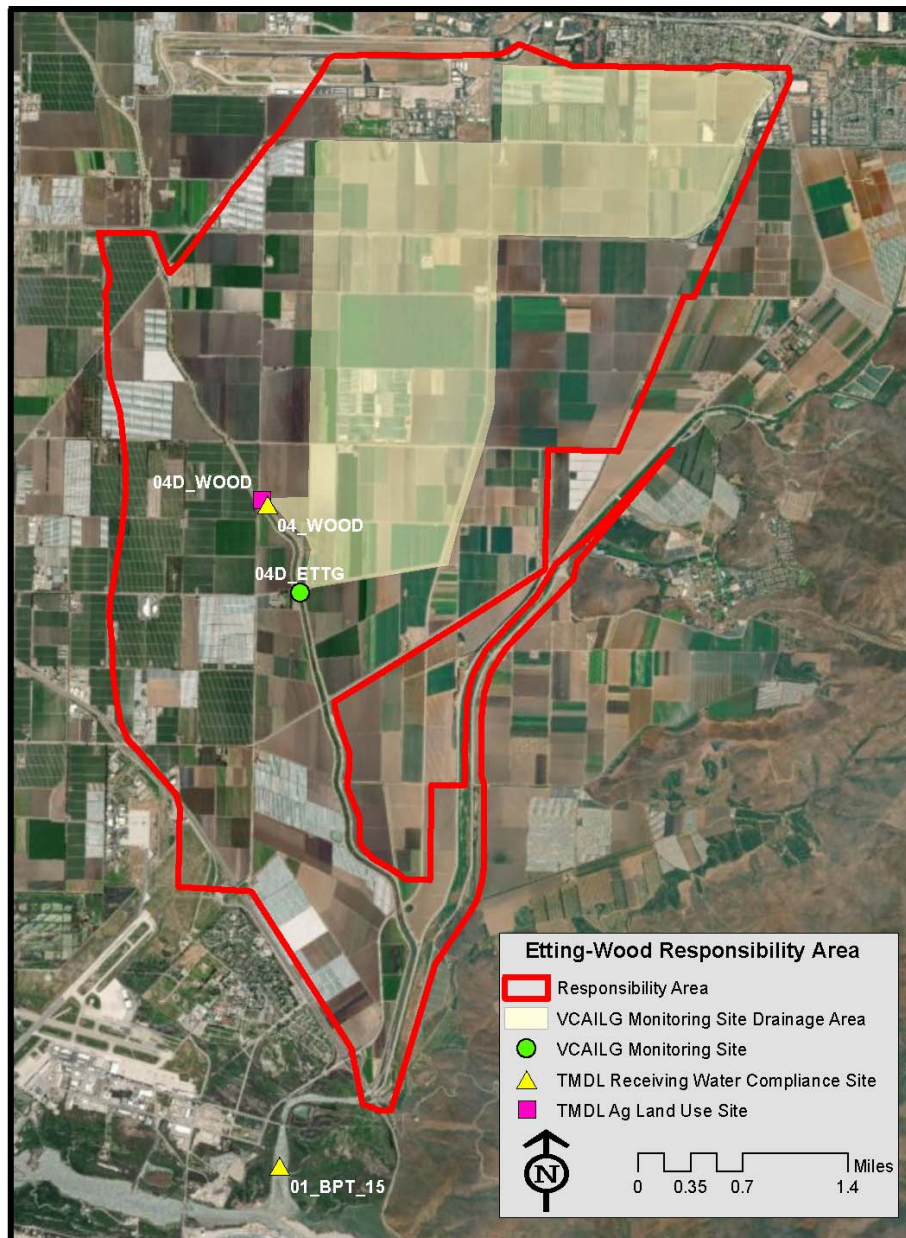 04D_WOOD
04_WOOD
04D_ETTG
01_BPT_15
Etting-Wood Responsibility Area
Responsibility Area
VCAILG Monitoring Site Drainage Area
VCAILG Monitoring Site
TMDL Receiving Water Compliance Site
TMDL Ag Land Use Site
N
Miles
0 0.35 0.7 1.4